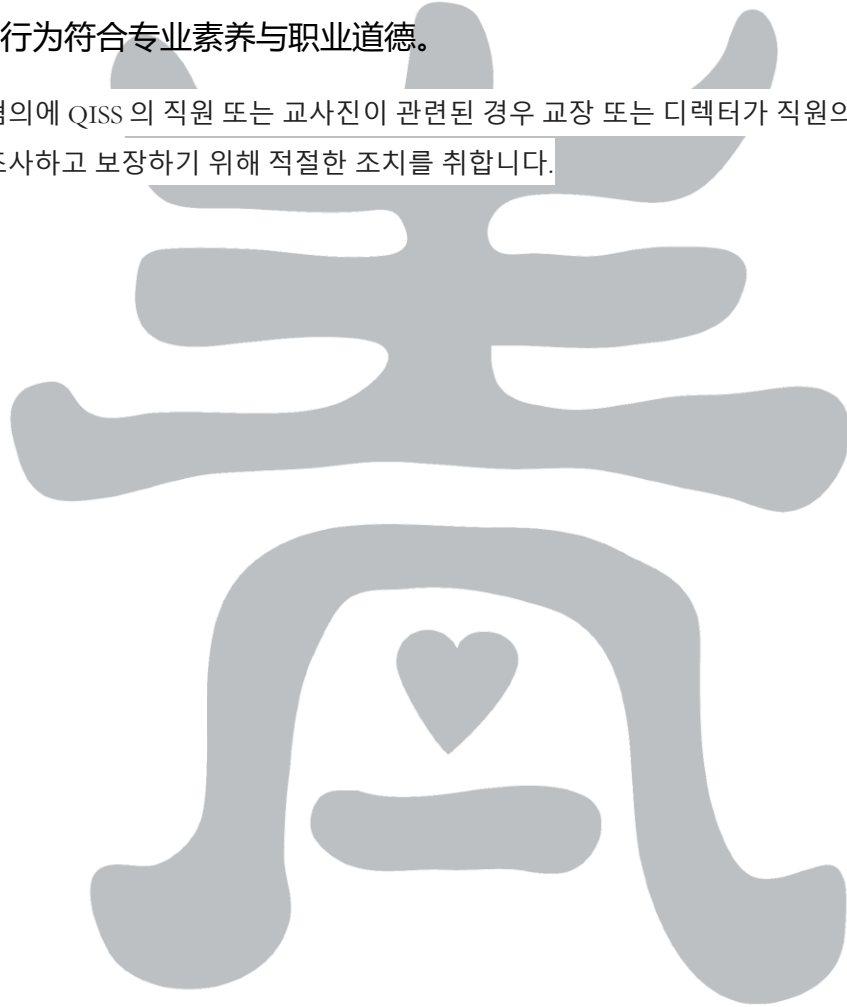 行为符合专业素养与职业道德。
혐의에 QISS 의 직원 또는 교사진이 관련된 경우 교장 또는 디렉터가 직원의
조사하고 보장하기 위해 적절한 조치를 취합니다.